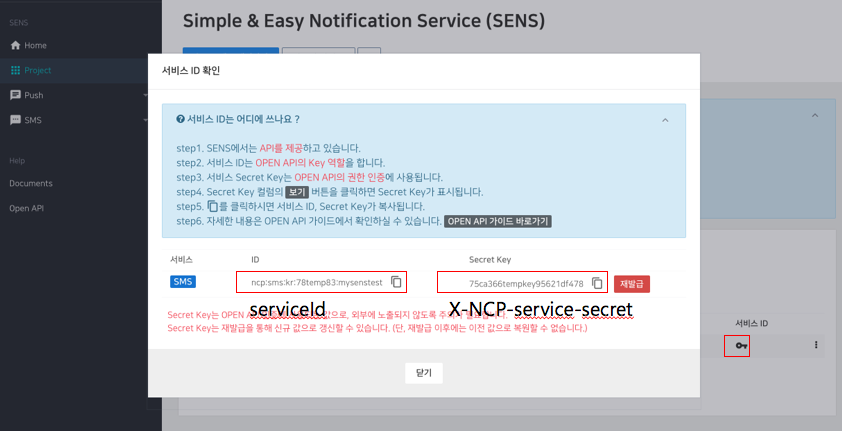 SENS
Home
Project
Push
SMS
Help
Documents
Open API
Simple & Easy Notification Service (SENS)
서비스 ID 확인
서비스 ID는 어디에 쓰나요 ?
step1. SENS에서는 API를 제공하고 있습니다.
step2. 서비스 ID는 OPEN API의 Key 역할을 합니다.
step3. 서비스 Secret Key는 OPEN API의 권한 인증에 사용됩니다.
step4. Secret Key 컬럼의 보기 버튼을 클릭하면 Secret Key가 표시됩니다.
step5. 를 클릭하시면 서비스 ID, Secret Key가 복사됩니다.
step6. 자세한 내용은 OPEN API 가이드에서 확인하실 수 있습니다. OPEN API 가이드 바로가기
서비스 ID Secret Key
SMS ncp:sms:kr:78temp83:mysenstest 75ca366tempkey95621df478 재발급
serviceId X-NCP-service-secret
Secret Key는 OPEN 값으로, 외부에 노출되지 않도록
Secret Key는 재발급을 통해 신규 값으로 갱신할 수 있습니다. (단, 재발급 이후에는 이전 값으로 복원할 수 없습니다.)
서비스 ID
닫기